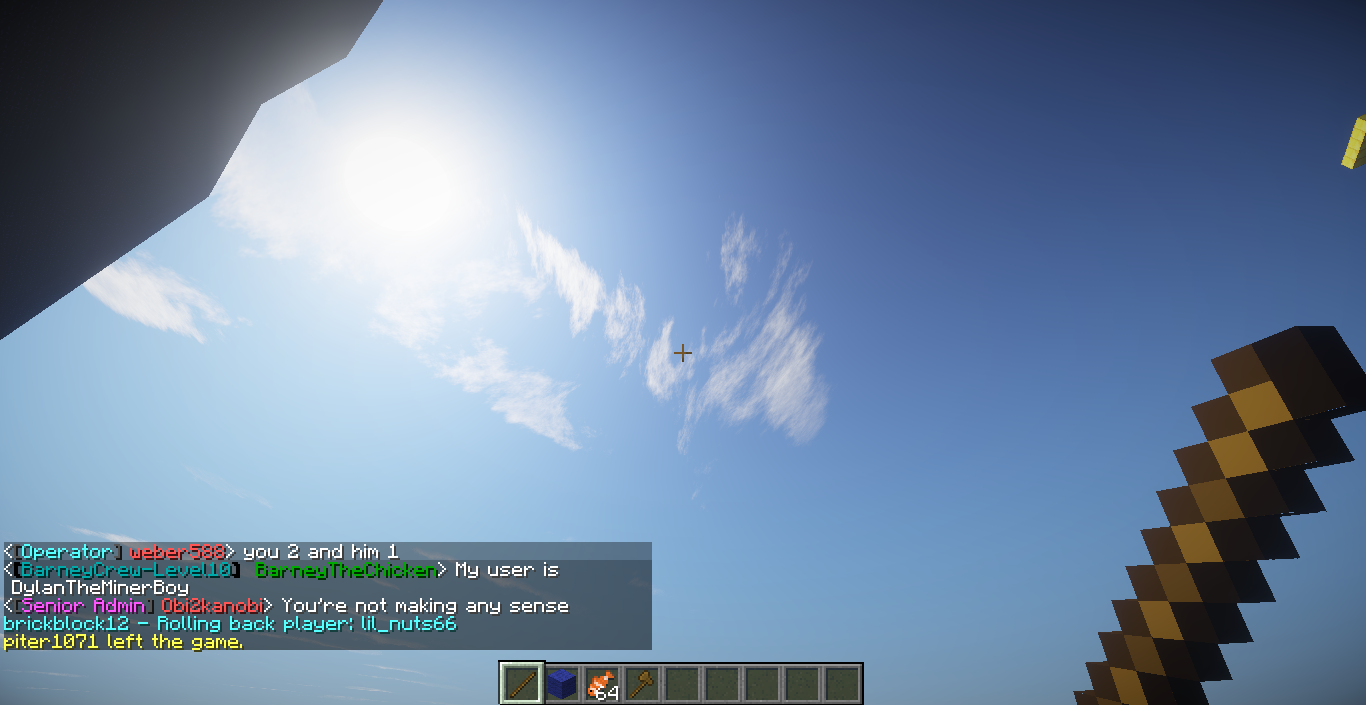 <[Operator] weber588> you 2 and him 1
<[BarneyCrew-Level10] BarneyTheChicken> My user is
DylanTheMinerBoy
<[Senior Admin] Obi2kanobi> You're not making any sense
brickblock12 - Rolling back player: lil_nuts66
piter1071 left the game.
64